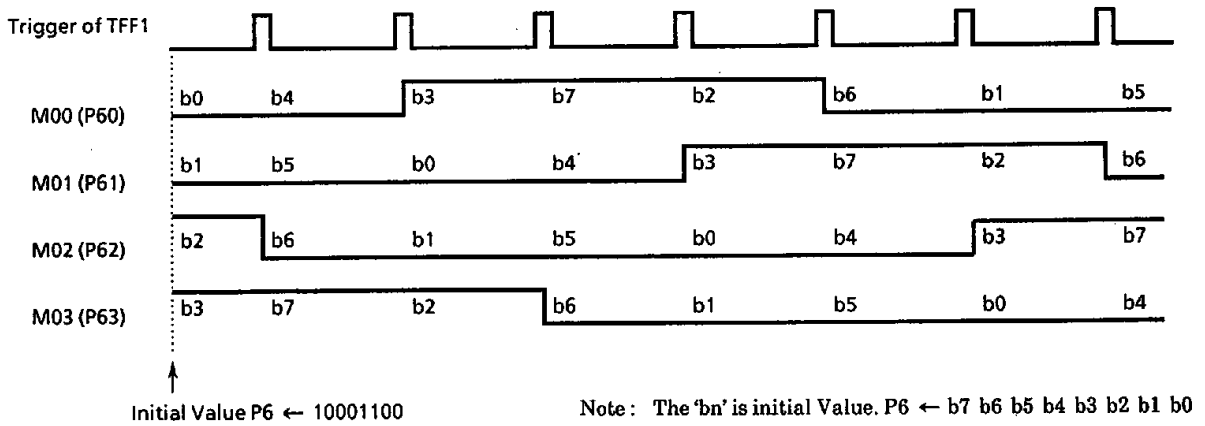 Trigger of TFF1
b0 b4 b3 b7 b2 b6 b1 b5
M00 (P60)
b1 b5 b0 b4 b3 b7 b2 b6
M01 (P61)
b2 b6 b1 b5 b0 b4 b3 b7
M02 (P62)
b3 b7 b2 b6 b1 b5 b0 b4
M03 (P63)
Initial Value P6 ← 10001100
Note : The 'bn' is initial Value. P6 ← b7 b6 b5 b4 b3 b2 b1 b0